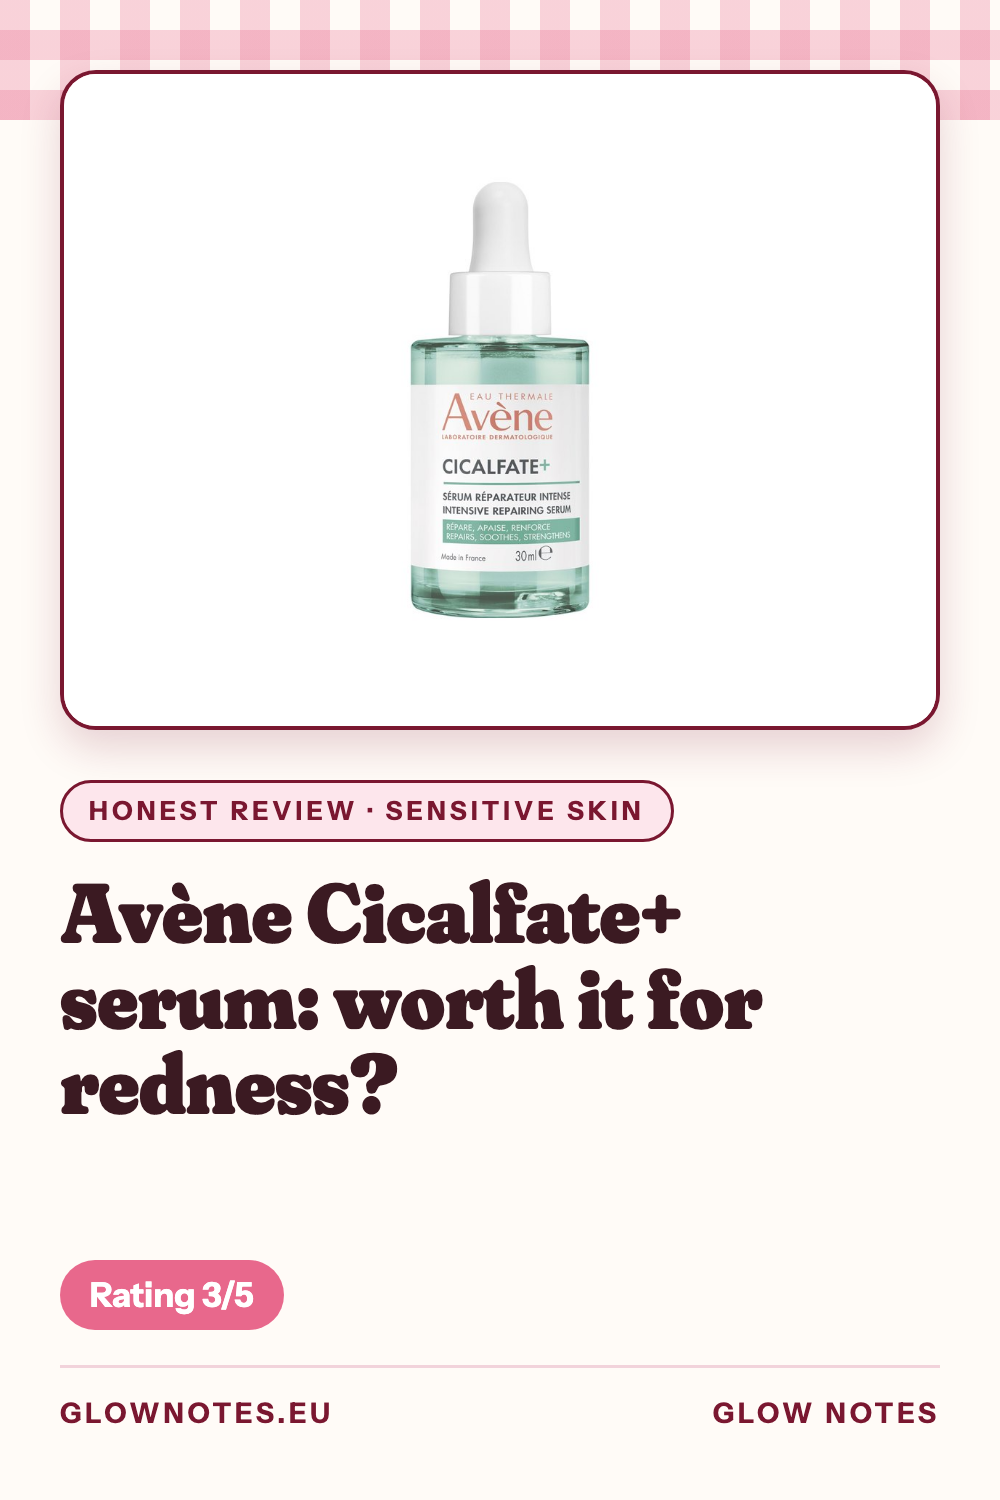 EAU THERMALE
Avène
LABORATOIRE DERMATOLOGIQUE
CICALFATE+
SÉRUM RÉPARATEUR INTENSE
INTENSIVE REPAIRING SERUM
RÉPARE, APAISE, RENFORCE
REPAIRS, SOOTHES, STRENGTHENS
Made in France 30ml℮
HONEST REVIEW · SENSITIVE SKIN
Avène Cicalfate+
serum: worth it for
redness?
Rating 3/5
GLOWNOTES.EU GLOW NOTES